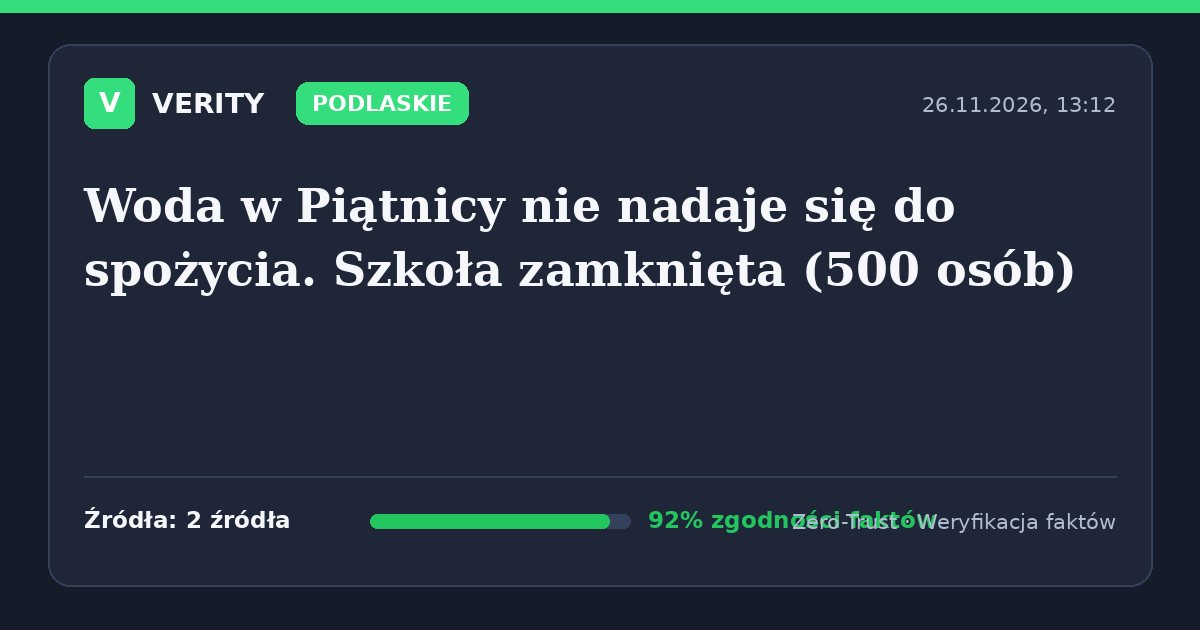 V VERITY PODLASKIE 26.11.2026, 13:12
Woda w Piątnicy nie nadaje się do
spożycia. Szkoła zamknięta (500 osób)
Źródła: 2 źródła 92% zgodności faktów Zero-Trust · Weryfikacja faktów